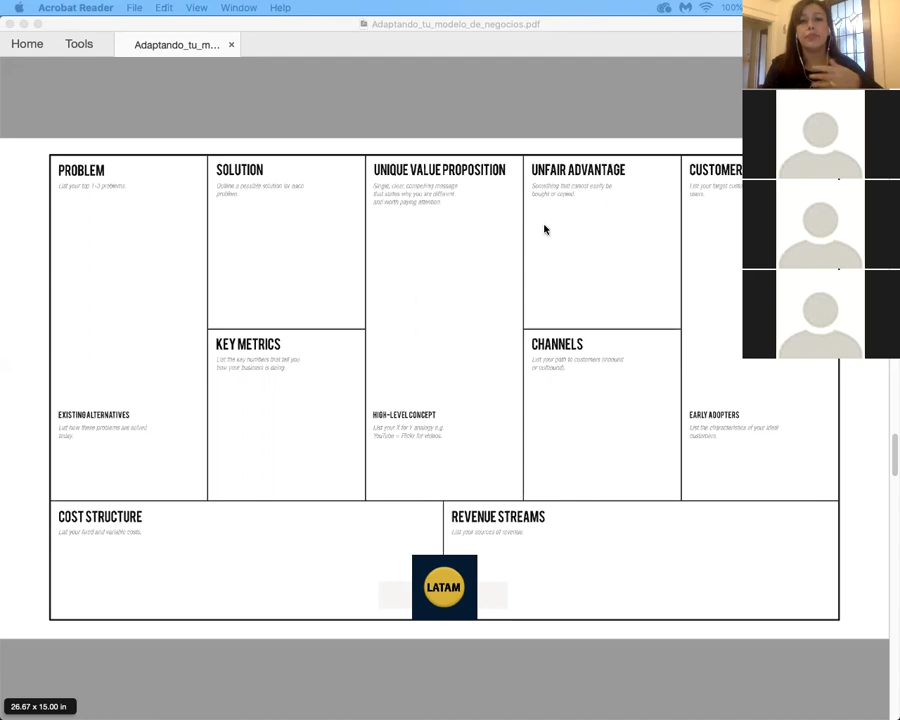 Acrobat Reader File Edit View Window Help 100%
Adaptando_tu_modelo_de_negocios.pdf
Home Tools Adaptando_tu_m... ×
PROBLEM
List your top 1-3 problems.
EXISTING ALTERNATIVES
List how these problems are solved
today.
SOLUTION
Outline a possible solution for each
problem.
KEY METRICS
List the key numbers that tell you
how your business is doing.
UNIQUE VALUE PROPOSITION
Single, clear, compelling message
that states why you are different
and worth paying attention.
HIGH-LEVEL CONCEPT
List your X for Y analogy e.g.
YouTube = Flickr for videos.
UNFAIR ADVANTAGE
Something that cannot easily be
bought or copied.
CHANNELS
List your path to customers (inbound
or outbound).
CUSTOMER
List your target
users.
EARLY ADOPTERS
List the characteristics of your ideal
customers.
COST STRUCTURE
List your fixed and variable costs.
REVENUE STREAMS
List your sources of revenue.
LATAM
26.67 x 15.00 in